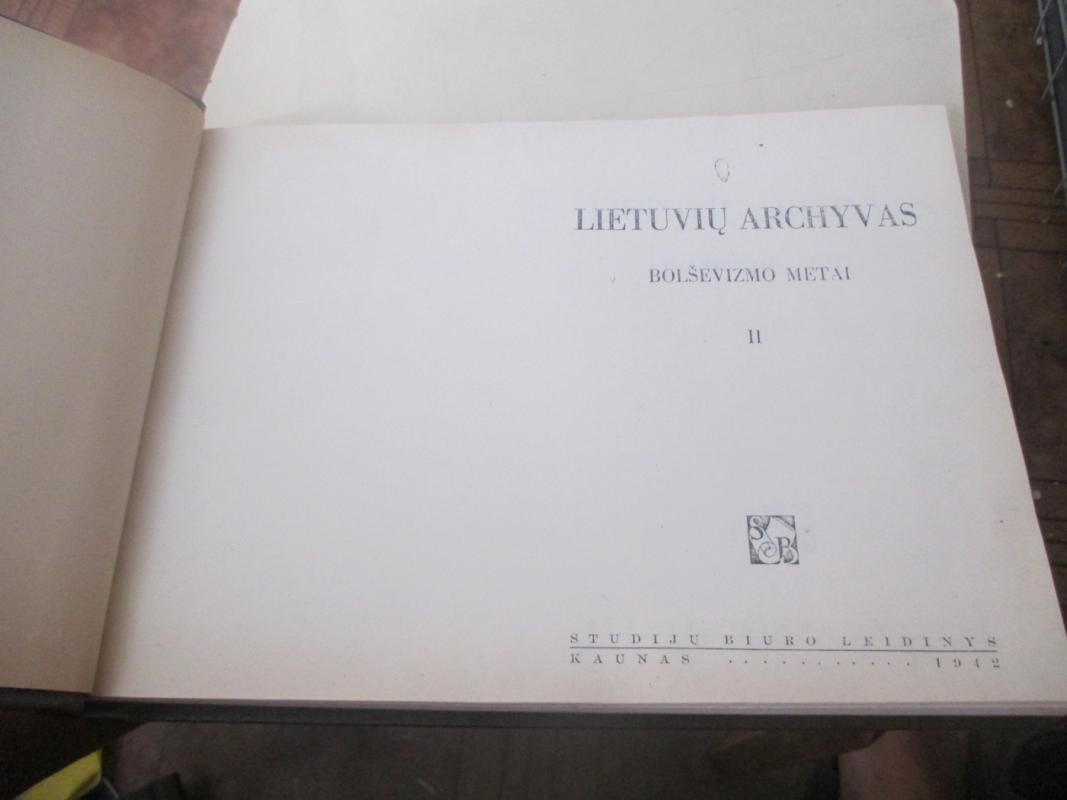 LIETUVIŲ ARCHYVAS
BOLŠEVIZMO METAI
II
S B
STUDIJŲ BIURO LEIDINYS
KAUNAS . . . . . . . . . . . 1942